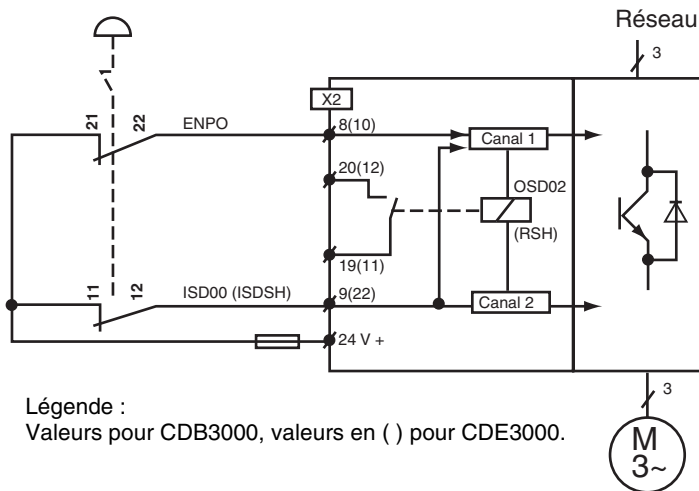 Réseau
3
X2
21
22
ENPO
8(10)
Canal 1
20(12)
OSD02
(RSH)
19(11)
11
12
ISD00 (ISDSH)
9(22)
Canal 2
24 V +
3
Légende :
Valeurs pour CDB3000, valeurs en ( ) pour CDE3000.
M
3~